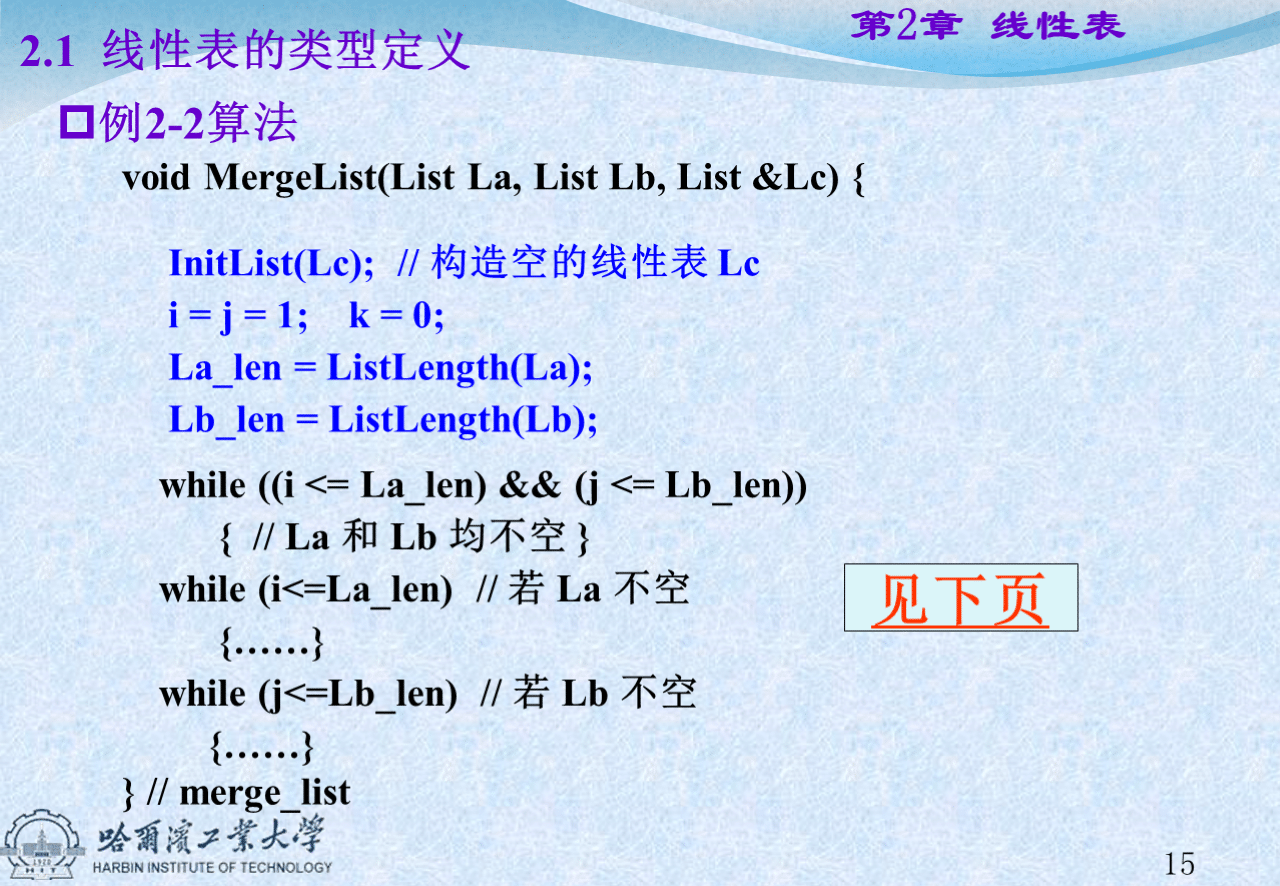 第2章 线性表
2.1 线性表的类型定义
例2-2算法
void MergeList(List La, List Lb, List &Lc) {
InitList(Lc); // 构造空的线性表 Lc
i = j = 1; k = 0;
La_len = ListLength(La);
Lb_len = ListLength(Lb);
while ((i <= La_len) && (j <= Lb_len))
{ // La 和 Lb 均不空 }
while (i<=La_len) // 若 La 不空
{……}
while (j<=Lb_len) // 若 Lb 不空
{……}
} // merge_list
见下页
哈爾濱工業大學
HARBIN INSTITUTE OF TECHNOLOGY
1920
HIT
15